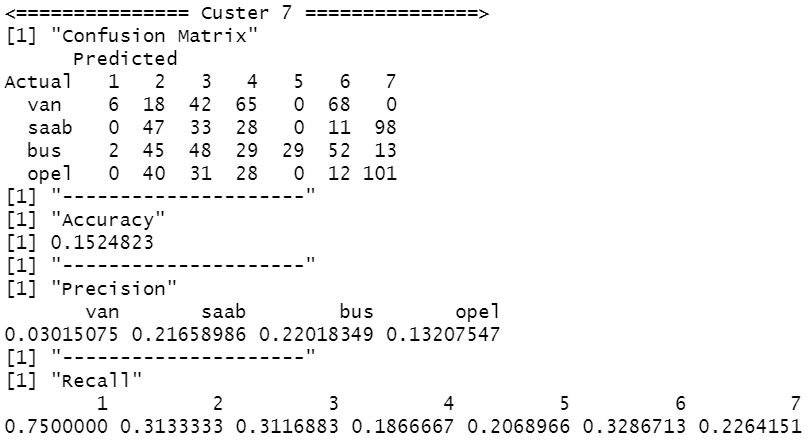 <=============== Custer 7 ===============>
[1] "Confusion Matrix"
Predicted
Actual 1 2 3 4 5 6 7
van 6 18 42 65 0 68 0
saab 0 47 33 28 0 11 98
bus 2 45 48 29 29 52 13
opel 0 40 31 28 0 12 101
[1] "----------------------"
[1] "Accuracy"
[1] 0.1524823
[1] "----------------------"
[1] "Precision"
van saab bus opel
0.03015075 0.21658986 0.22018349 0.13207547
[1] "----------------------"
[1] "Recall"
1 2 3 4 5 6 7
0.7500000 0.3133333 0.3116883 0.1866667 0.2068966 0.3286713 0.2264151